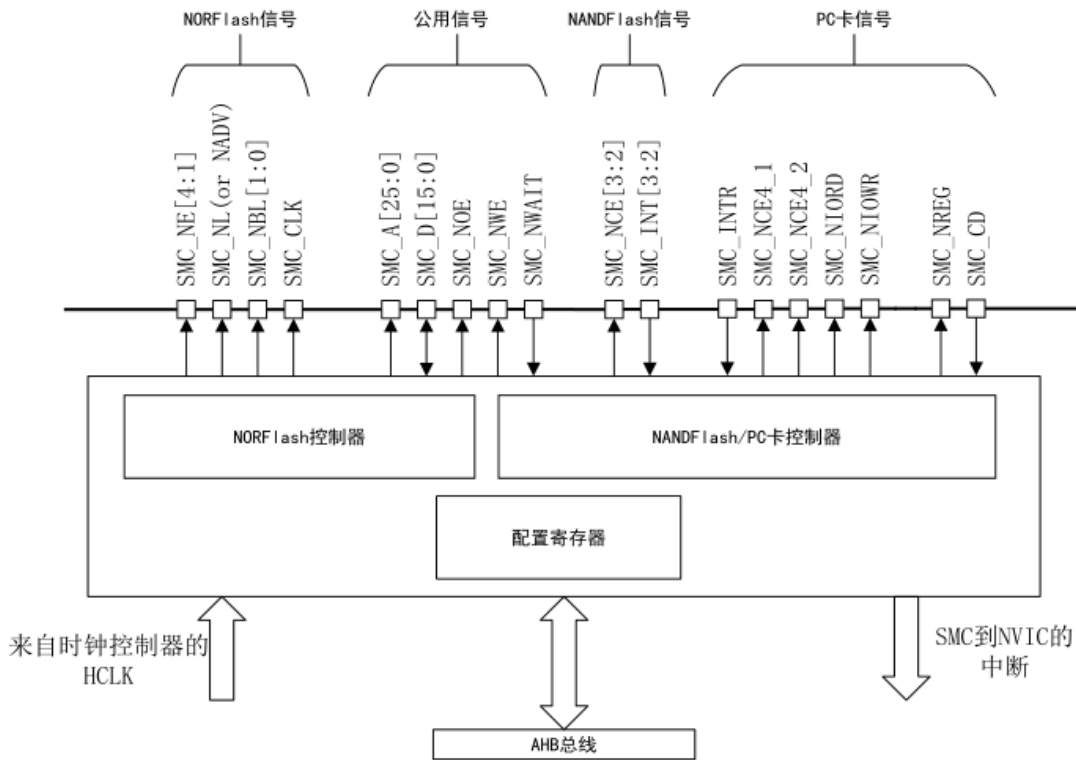 NORFlash信号
公用信号
NANDFlash信号
PC卡信号
SMC_NE[4:1]
SMC_NL(or NADV)
SMC_NBL[1:0]
SMC_CLK
SMC_A[25:0]
SMC_D[15:0]
SMC_NOE
SMC_NWE
SMC_NWAIT
SMC_NCE[3:2]
SMC_INT[3:2]
SMC_INTR
SMC_NCE4_1
SMC_NCE4_2
SMC_NIORD
SMC_NIOWR
SMC_NREG
SMC_CD
NORFlash控制器
NANDFlash/PC卡控制器
配置寄存器
来自时钟控制器的
HCLK
SMC到NVIC的
中断
AHB总线